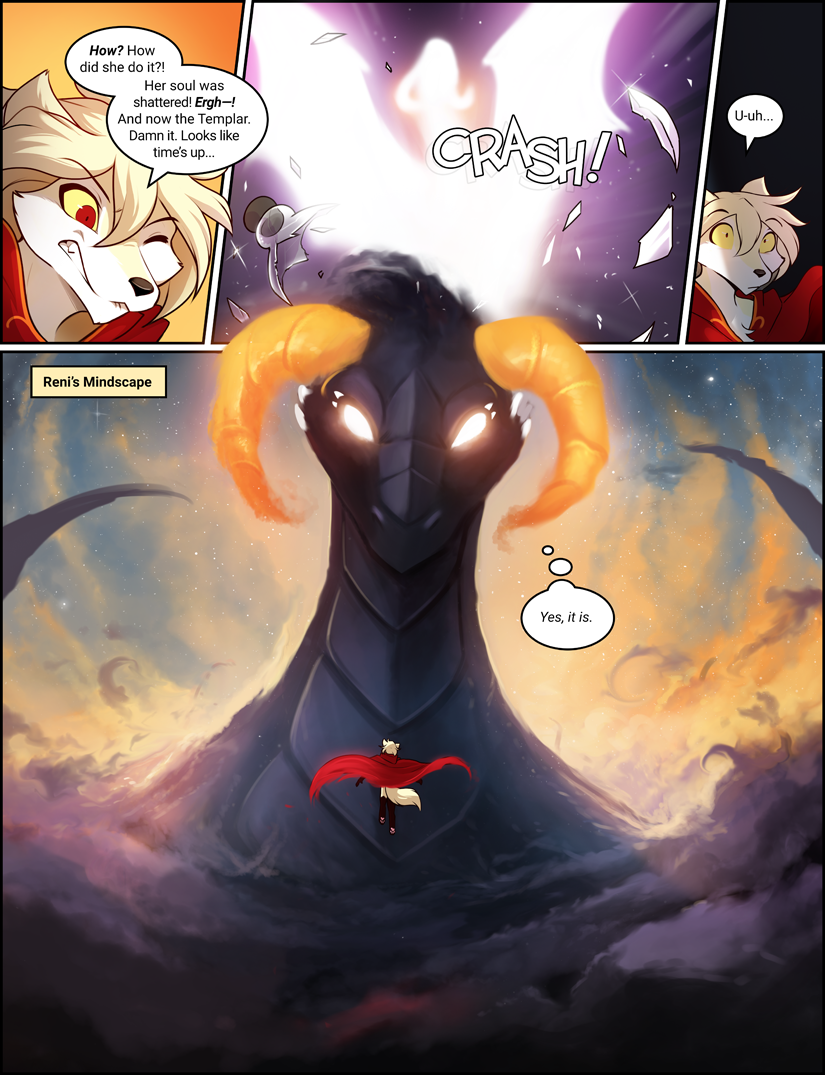 How? How
did she do it?!
Her soul was
shattered! Ergh—!
And now the Templar.
Damn it. Looks like
time's up...
CRASH!
U-uh...
Reni's Mindscape
Yes, it is.